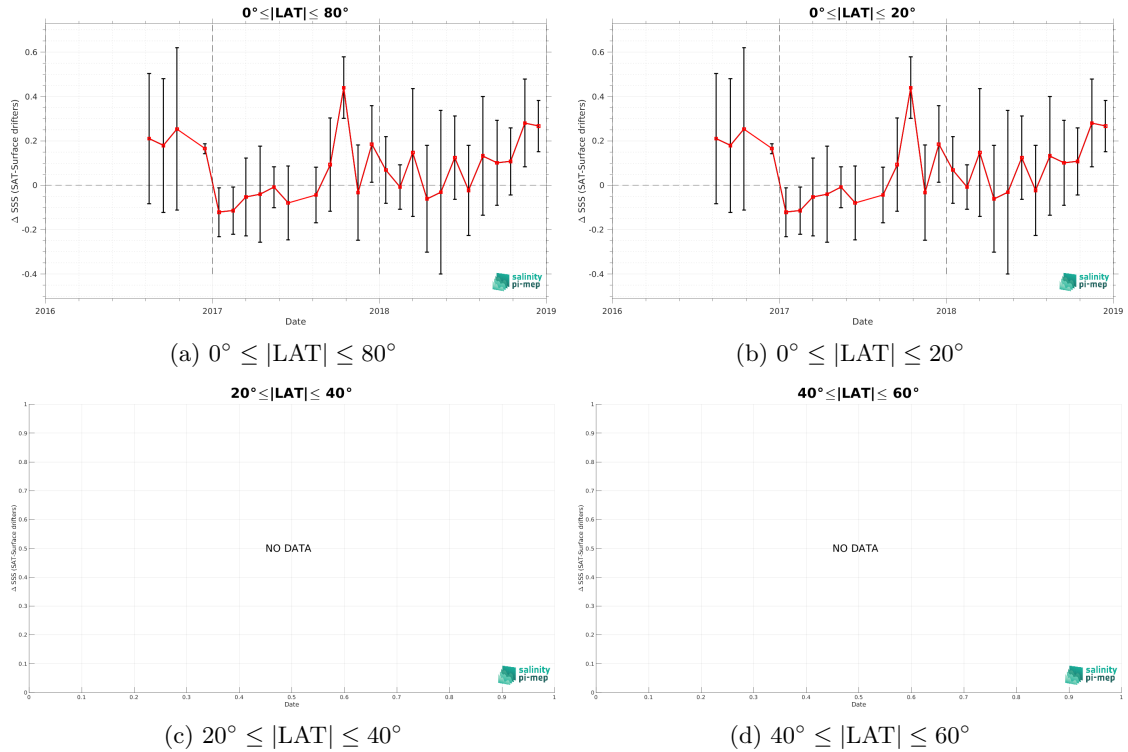 0°≤|LAT|≤ 80°
Δ SSS (SAT-Surface drifters)
0.6
0.4
0.2
0
-0.2
-0.4
2016 2017 2018 2019
Date
salinity
pi-mep
(a) 0° ≤ |LAT| ≤ 80°
0°≤|LAT|≤ 20°
Δ SSS (SAT-Surface drifters)
0.6
0.4
0.2
0
-0.2
-0.4
2016 2017 2018 2019
Date
salinity
pi-mep
(b) 0° ≤ |LAT| ≤ 20°
20°≤|LAT|≤ 40°
Δ SSS (SAT-Surface drifters)
1
0.9
0.8
0.7
0.6
0.5
0.4
0.3
0.2
0.1
0
NO DATA
0 0.1 0.2 0.3 0.4 0.5 0.6 0.7 0.8 0.9 1
Date
salinity
pi-mep
(c) 20° ≤ |LAT| ≤ 40°
40°≤|LAT|≤ 60°
Δ SSS (SAT-Surface drifters)
1
0.9
0.8
0.7
0.6
0.5
0.4
0.3
0.2
0.1
0
NO DATA
0 0.1 0.2 0.3 0.4 0.5 0.6 0.7 0.8 0.9 1
Date
salinity
pi-mep
(d) 40° ≤ |LAT| ≤ 60°